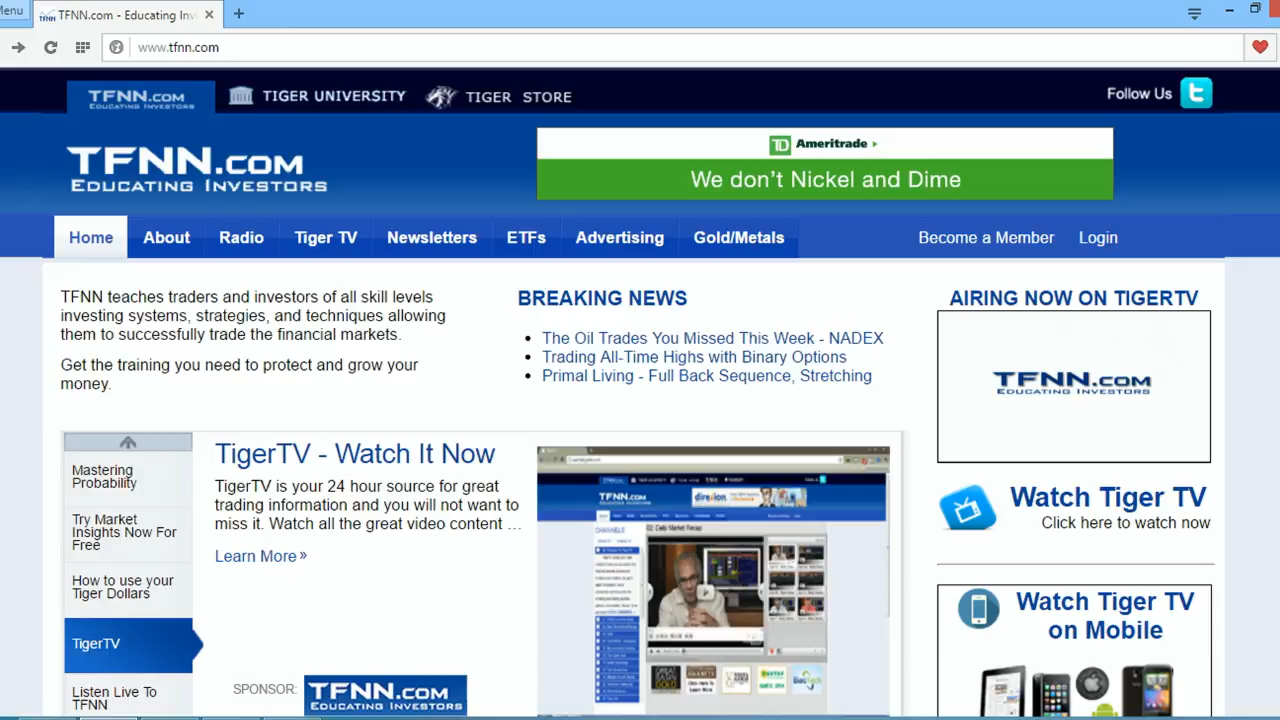 Menu
TFNN.com - Educating Inv
www.tfnn.com
TFNN.COM
EDUCATING INVESTORS
TIGER UNIVERSITY
TIGER STORE
Follow Us
TFNN.COM
EDUCATING INVESTORS
TD Ameritrade
We don't Nickel and Dime
Home
About
Radio
Tiger TV
Newsletters
ETFs
Advertising
Gold/Metals
Become a Member
Login
TFNN teaches traders and investors of all skill levels
investing systems, strategies, and techniques allowing
them to successfully trade the financial markets.
Get the training you need to protect and grow your
money.
BREAKING NEWS
The Oil Trades You Missed This Week - NADEX
Trading All-Time Highs with Binary Options
Primal Living - Full Back Sequence, Stretching
AIRING NOW ON TIGERTV
TFNN.COM
EDUCATING INVESTORS
Watch Tiger TV
Click here to watch now
Watch Tiger TV
on Mobile
Mastering
Probability
Try Market
Insights Now For
Free
How to use your
Tiger Dollars
TigerTV
Listen Live To
TFNN
TigerTV - Watch It Now
TigerTV is your 24 hour source for great
trading information and you will not want to
miss it. Watch all the great video content ...
Learn More »
SPONSOR:
TFNN.COM
EDUCATING INVESTORS
TFNN.COM
direxion
CHANNELS